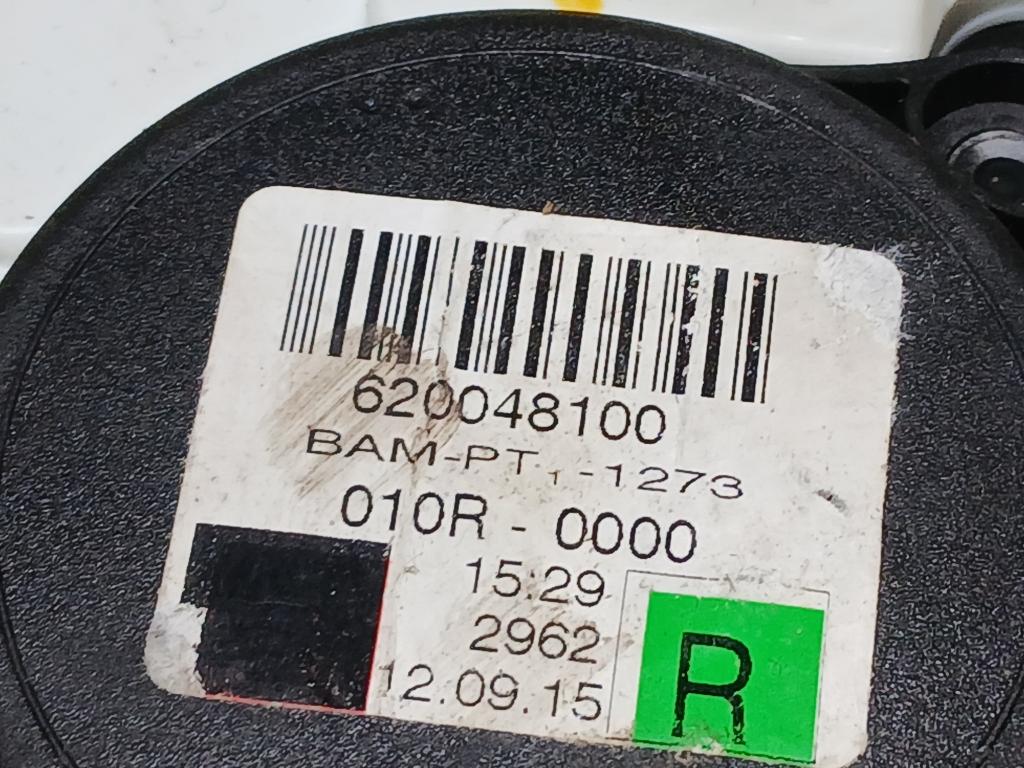 620048100
BAM-PT1-1273
010R - 0000
15:29
2962
12.09.15
R